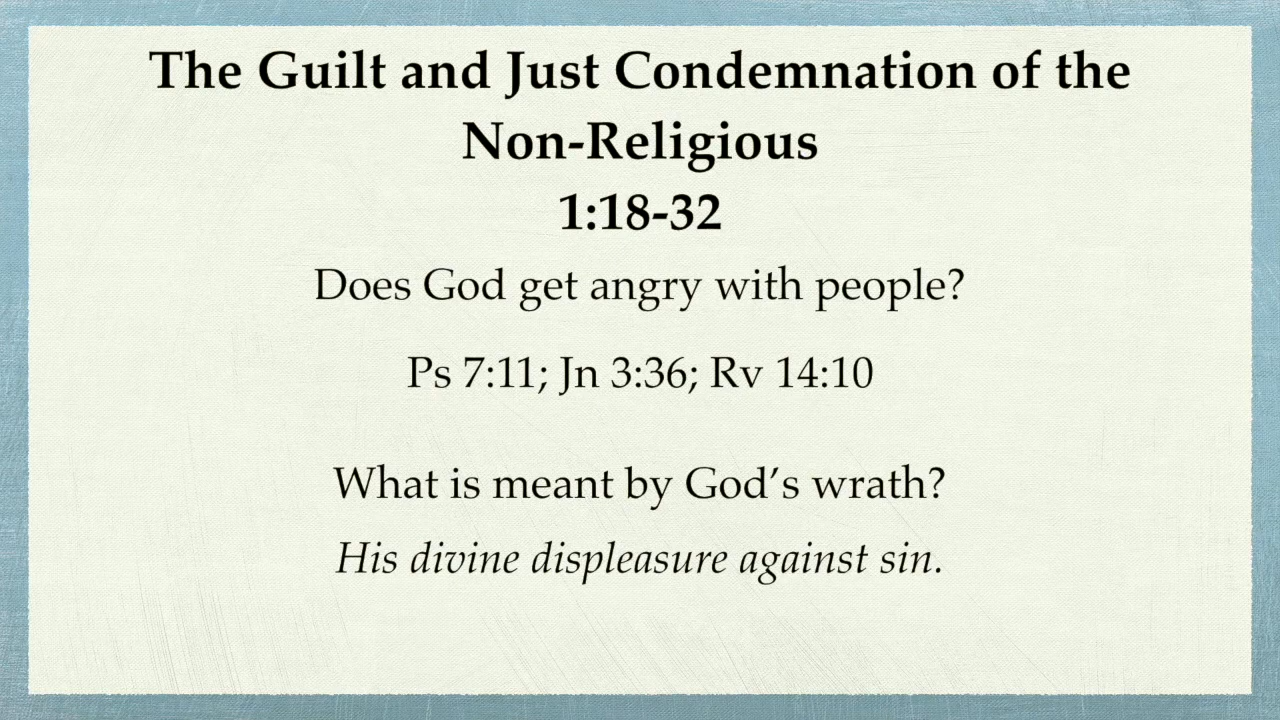 The Guilt and Just Condemnation of the
Non-Religious
1:18-32
Does God get angry with people?
Ps 7:11; Jn 3:36; Rv 14:10
What is meant by God’s wrath?
His divine displeasure against sin.